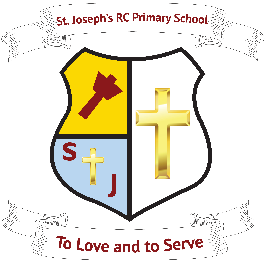 St. Joseph's RC Primary School
S
J
To Love and to Serve